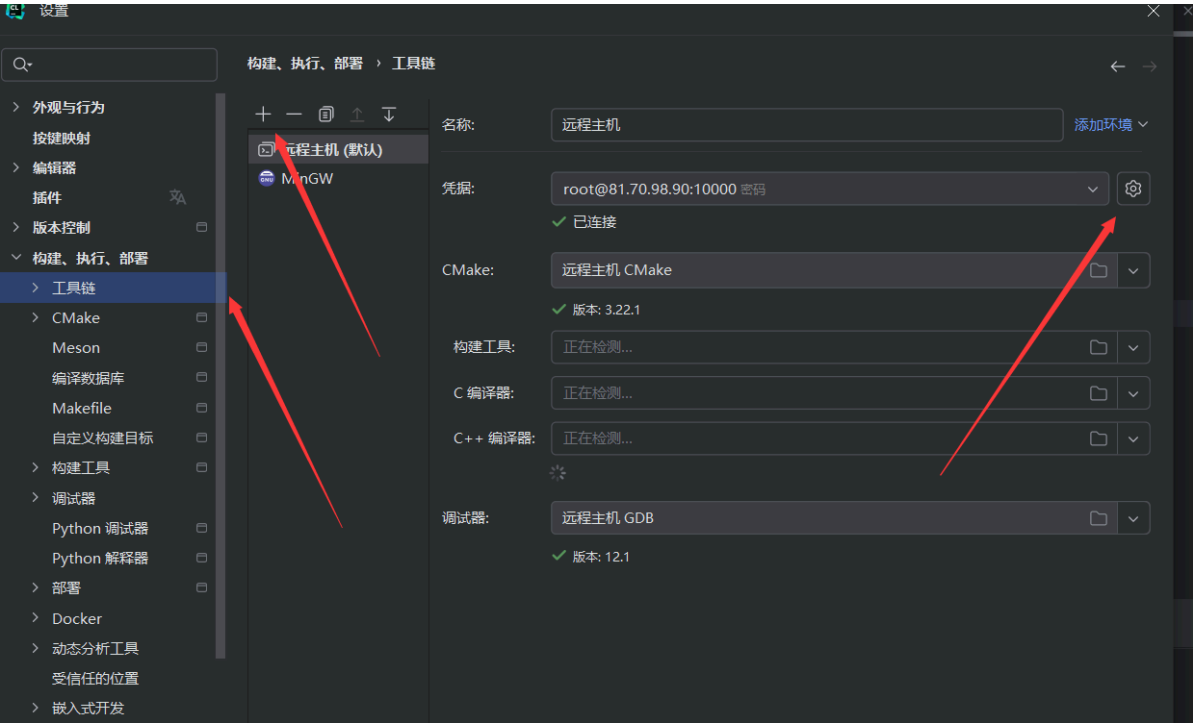 CL 设置
构建、执行、部署 › 工具链
外观与行为
按键映射
编辑器
插件
版本控制
构建、执行、部署
工具链
CMake
Meson
编译数据库
Makefile
自定义构建目标
构建工具
调试器
Python 调试器
Python 解释器
部署
Docker
动态分析工具
受信任的位置
嵌入式开发
远程主机 (默认)
MinGW
名称: 远程主机 添加环境
凭据: root@81.70.98.90:10000 密码
已连接
CMake: 远程主机 CMake
版本: 3.22.1
构建工具: 正在检测...
C 编译器: 正在检测...
C++ 编译器: 正在检测...
调试器: 远程主机 GDB
版本: 12.1